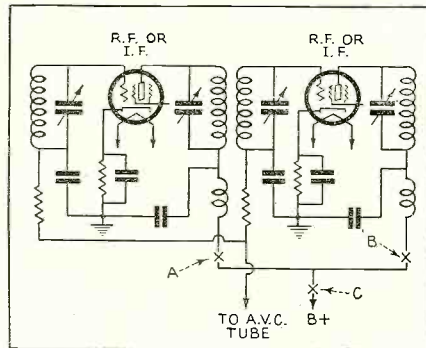 R.F. OR
I.F.
R.F. OR
I.F.
A
B
C
TO A.V.C.
TUBE
B+